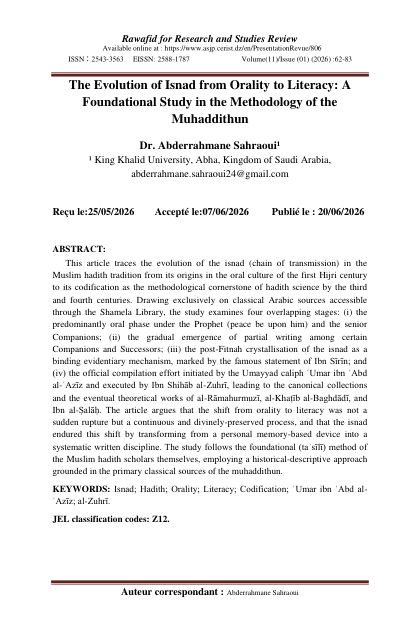 Rawafid for Research and Studies Review
Available online at : https://www.asjp.cerist.dz/en/PresentationRevue/806
ISSN : 2543-3563 EISSN: 2588-1787 Volume(11)/Issue (01) (2026) :62-83
The Evolution of Isnad from Orality to Literacy: A
Foundational Study in the Methodology of the
Muhaddithun
Dr. Abderrahmane Sahraoui¹
¹ King Khalid University, Abha, Kingdom of Saudi Arabia,
abderrahmane.sahraoui24@gmail.com
Reçu le:25/05/2026 Accepté le:07/06/2026 Publié le : 20/06/2026
ABSTRACT:
This article traces the evolution of the isnad (chain of transmission) in the
Muslim hadith tradition from its origins in the oral culture of the first Hijri century
to its codification as the methodological cornerstone of hadith science by the third
and fourth centuries. Drawing exclusively on classical Arabic sources accessible
through the Shamela Library, the study examines four overlapping stages: (i) the
predominantly oral phase under the Prophet (peace be upon him) and the senior
Companions; (ii) the gradual emergence of partial writing among certain
Companions and Successors; (iii) the post-Fitnah crystallisation of the isnad as a
binding evidentiary mechanism, marked by the famous statement of Ibn Sīrīn; and
(iv) the official compilation effort initiated by the Umayyad caliph ʿUmar ibn ʿAbd
al-ʿAzīz and executed by Ibn Shihāb al-Zuhrī, leading to the canonical collections
and the eventual theoretical works of al-Rāmahurmuzī, al-Khaṭīb al-Baghdādī, and
Ibn al-Ṣalāḥ. The article argues that the shift from orality to literacy was not a
sudden rupture but a continuous and divinely-preserved process, and that the isnad
endured this shift by transforming from a personal memory-based device into a
systematic written discipline. The study follows the foundational (taʾṣīlī) method of
the Muslim hadith scholars themselves, employing a historical-descriptive approach
grounded in the primary classical sources of the muhaddithun.
KEYWORDS: Isnad; Hadith; Orality; Literacy; Codification; ʿUmar ibn ʿAbd al-
ʿAzīz; al-Zuhrī.
JEL classification codes: Z12.
Auteur correspondant : Abderrahmane Sahraoui